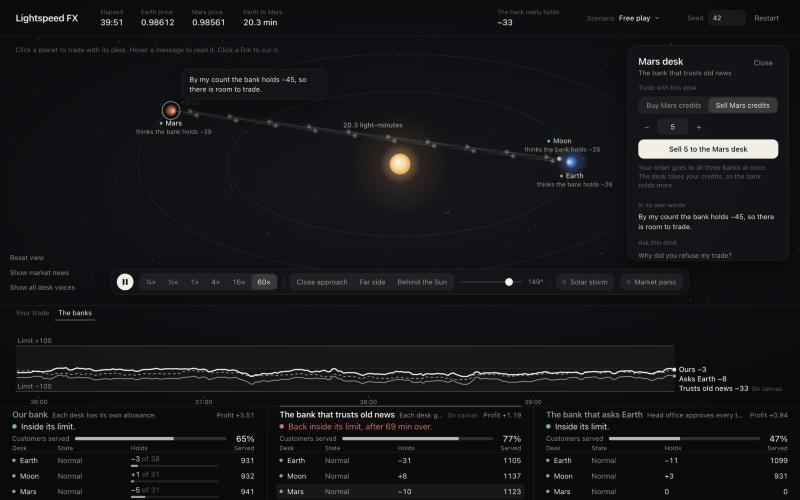 Lightspeed FX
Elapsed
39:51
Earth price
0.98612
Mars price
0.98561
Earth to Mars
20.3 min
The bank really holds
−33
Scenario Free play
Seed 42 Restart
Click a planet to trade with its desk. Hover a message to read it. Click a link to cut it.
By my count the bank holds −45, so
there is room to trade.
Mars
thinks the bank holds −39
20.3 light-minutes
Moon
thinks the bank holds −26
Earth
thinks the bank holds −26
Mars desk
Close
The bank that trusts old news
Trade with this desk
Buy Mars credits Sell Mars credits
− 5 +
Sell 5 to the Mars desk
Your order goes to all three banks at once.
The desk takes your credits, so the bank
holds more.
In its own words
By my count the bank holds −45, so there
is room to trade.
Ask this desk
Why did you refuse my trade?
Reset view
Show market news
Show all desk voices
¼× ½× 1× 4× 16× 60×
Close approach Far side Behind the Sun
149°
Solar storm
Market panic
Your trade The banks
Limit +100
Limit −100
36:00 37:00 38:00 39:00
Ours −3
Asks Earth −8
Trusts old news −33 On canvas
Our bank Each desk has its own allowance. Profit +3.51
Inside its limit.
Customers served 65%
Desk State Holds Served
Earth Normal −3 of 38 931
Moon Normal +1 of 31 932
Mars Normal −5 of 31 941
The bank that trusts old news Each desk g… On canvas Profit +1.19
Back inside its limit, after 69 min over.
Customers served 77%
Desk State Holds Served
Earth Normal −31 1105
Moon Normal +8 1137
Mars Normal −10 1123
The bank that asks Earth Head office approves every t… Profit +0.94
Inside its limit.
Customers served 47%
Desk State Holds Served
Earth Normal −11 1099
Moon Normal +3 931
Mars Normal 0 0